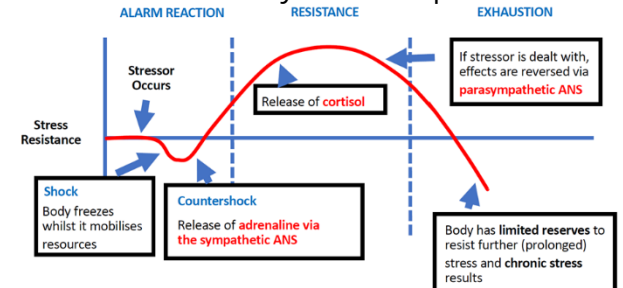 ALARM REACTION
RESISTANCE
EXHAUSTION
Stressor
Occurs
If stressor is dealt with,
effects are reversed via
parasympathetic ANS
Release of cortisol
Stress
Resistance
Shock
Body freezes
whilst it mobilises
resources
Countershock
Release of adrenaline via
the sympathetic ANS
Body has limited reserves to
resist further (prolonged)
stress and chronic stress
results